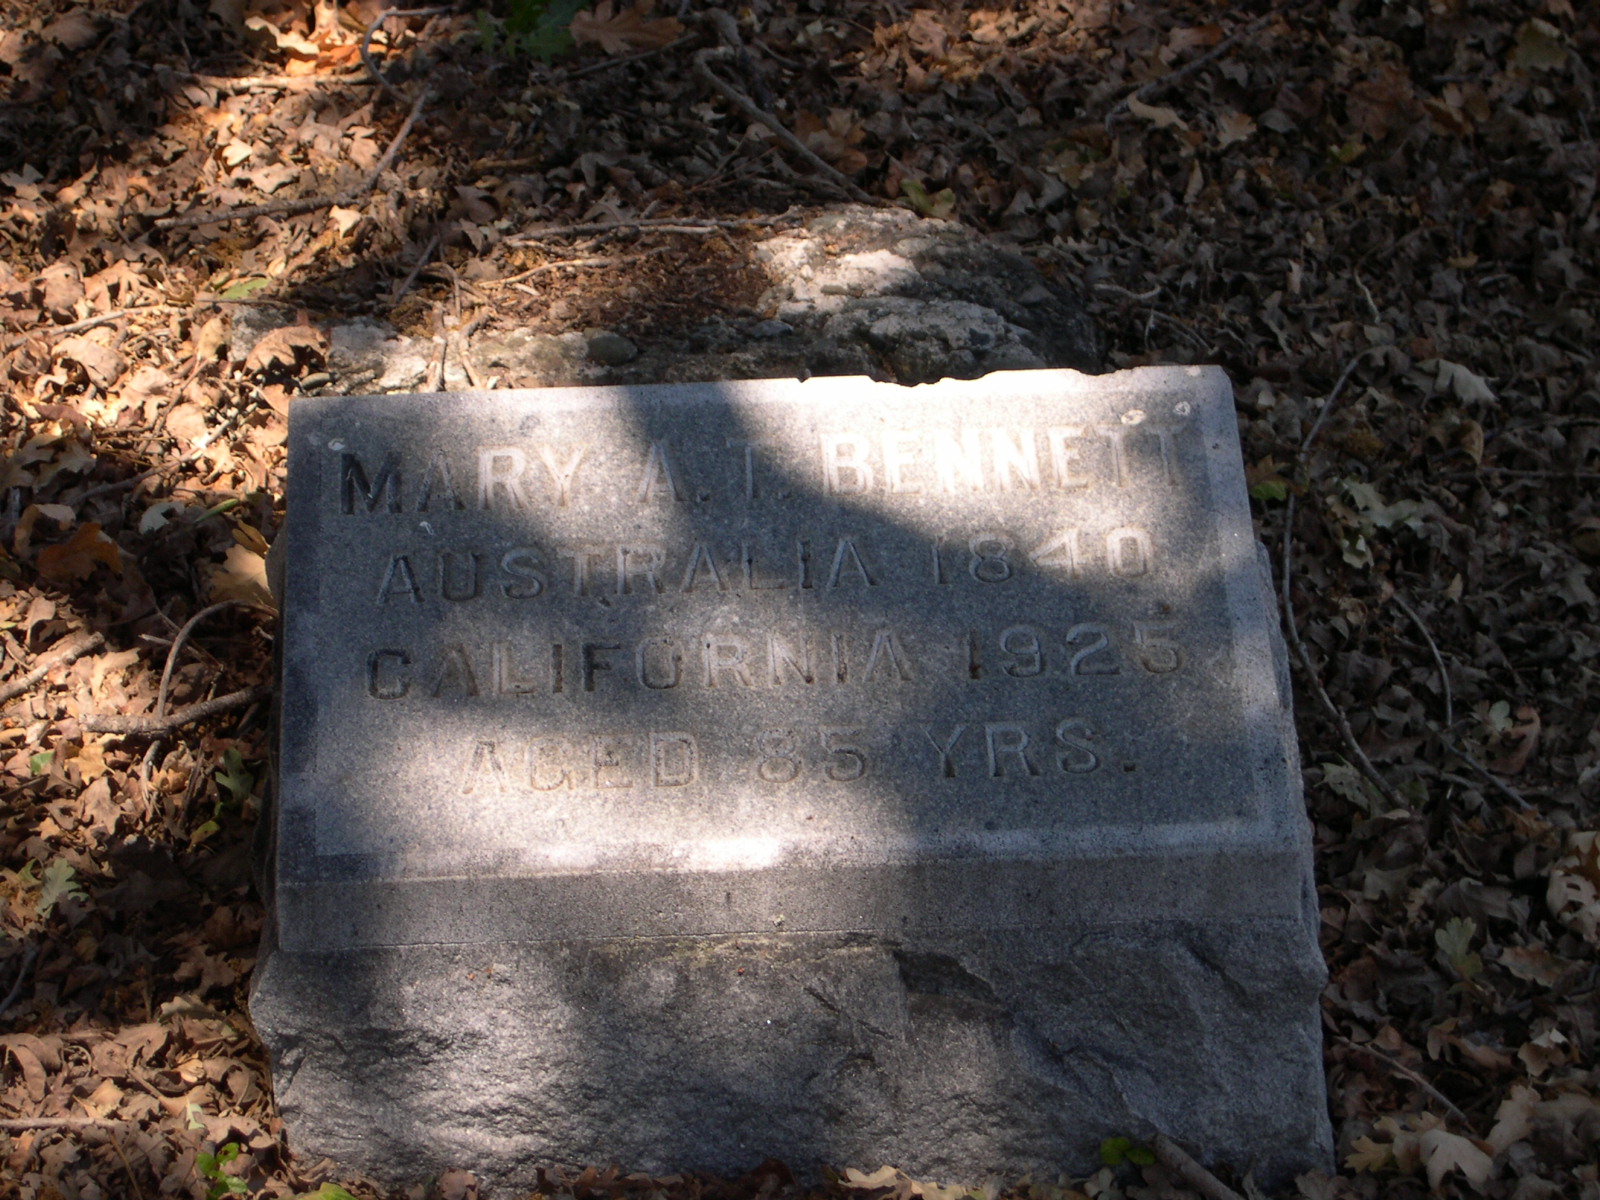 MARY A. T. BENNETT
AUSTRALIA 1840
CALIFORNIA 1925
AGED 85 YRS.